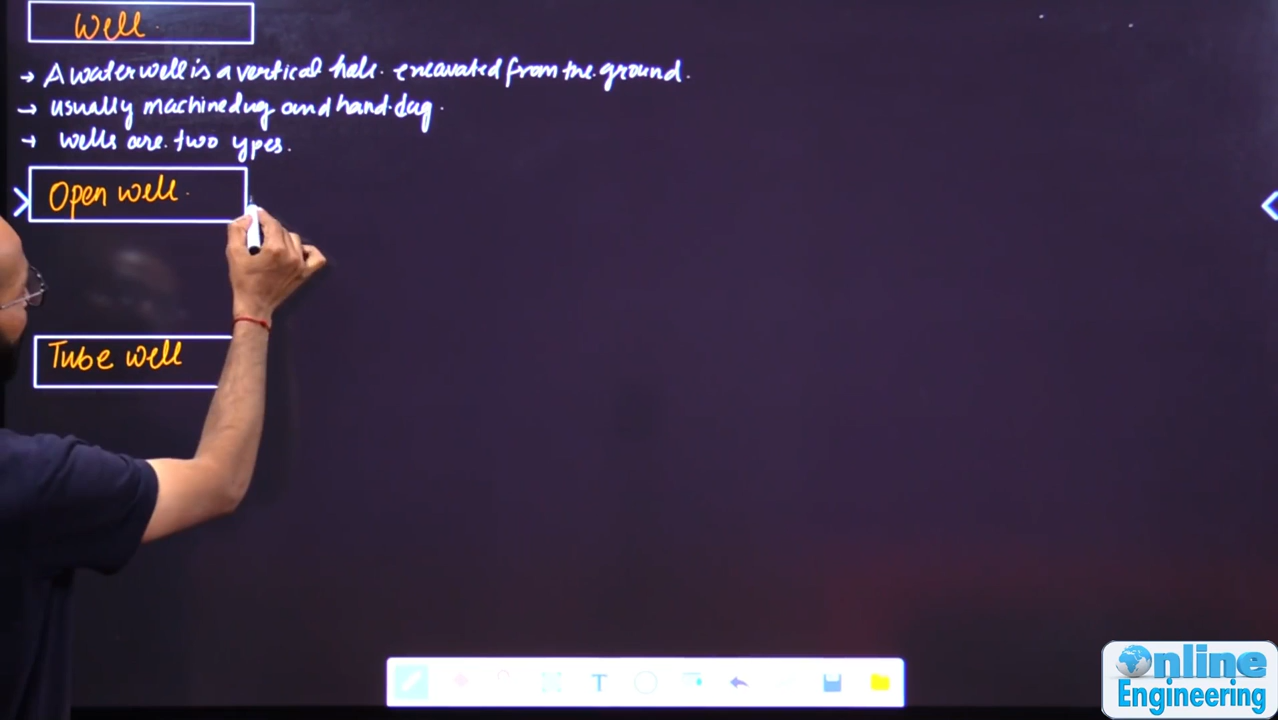 Well.
→ A water well is a vertical hole. excavated from the. ground.
→ usually machine dug and hand.dug.
→ wells are. two ypes.
Open well.
Tube well
T
Online
Engineering